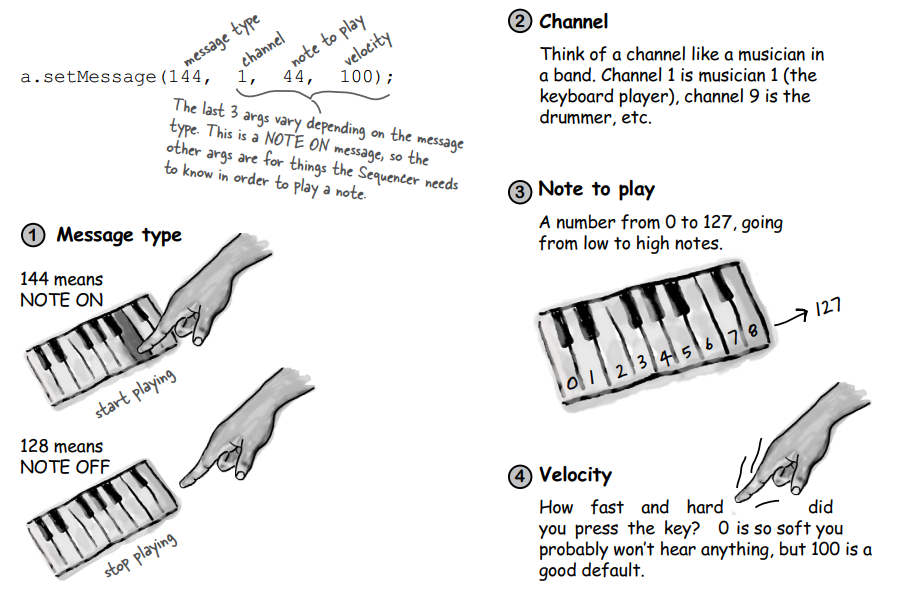 message type
channel
note to play
velocity
a.setMessage(144, 1, 44, 100);
The last 3 args vary depending on the message
type. This is a NOTE ON message, so the
other args are for things the Sequencer needs
to know in order to play a note.
1 Message type
144 means
NOTE ON
start playing
128 means
NOTE OFF
stop playing
2 Channel
Think of a channel like a musician in
a band. Channel 1 is musician 1 (the
keyboard player), channel 9 is the
drummer, etc.
3 Note to play
A number from 0 to 127, going
from low to high notes.
0 1 2 3 4 5 6 7 8 127
4 Velocity
How fast and hard did
you press the key? 0 is so soft you
probably won't hear anything, but 100 is a
good default.